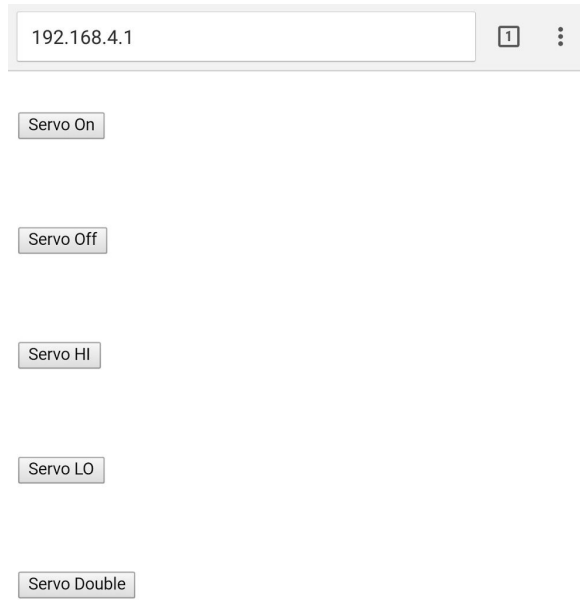 192.168.4.1 1
Servo On
Servo Off
Servo HI
Servo LO
Servo Double